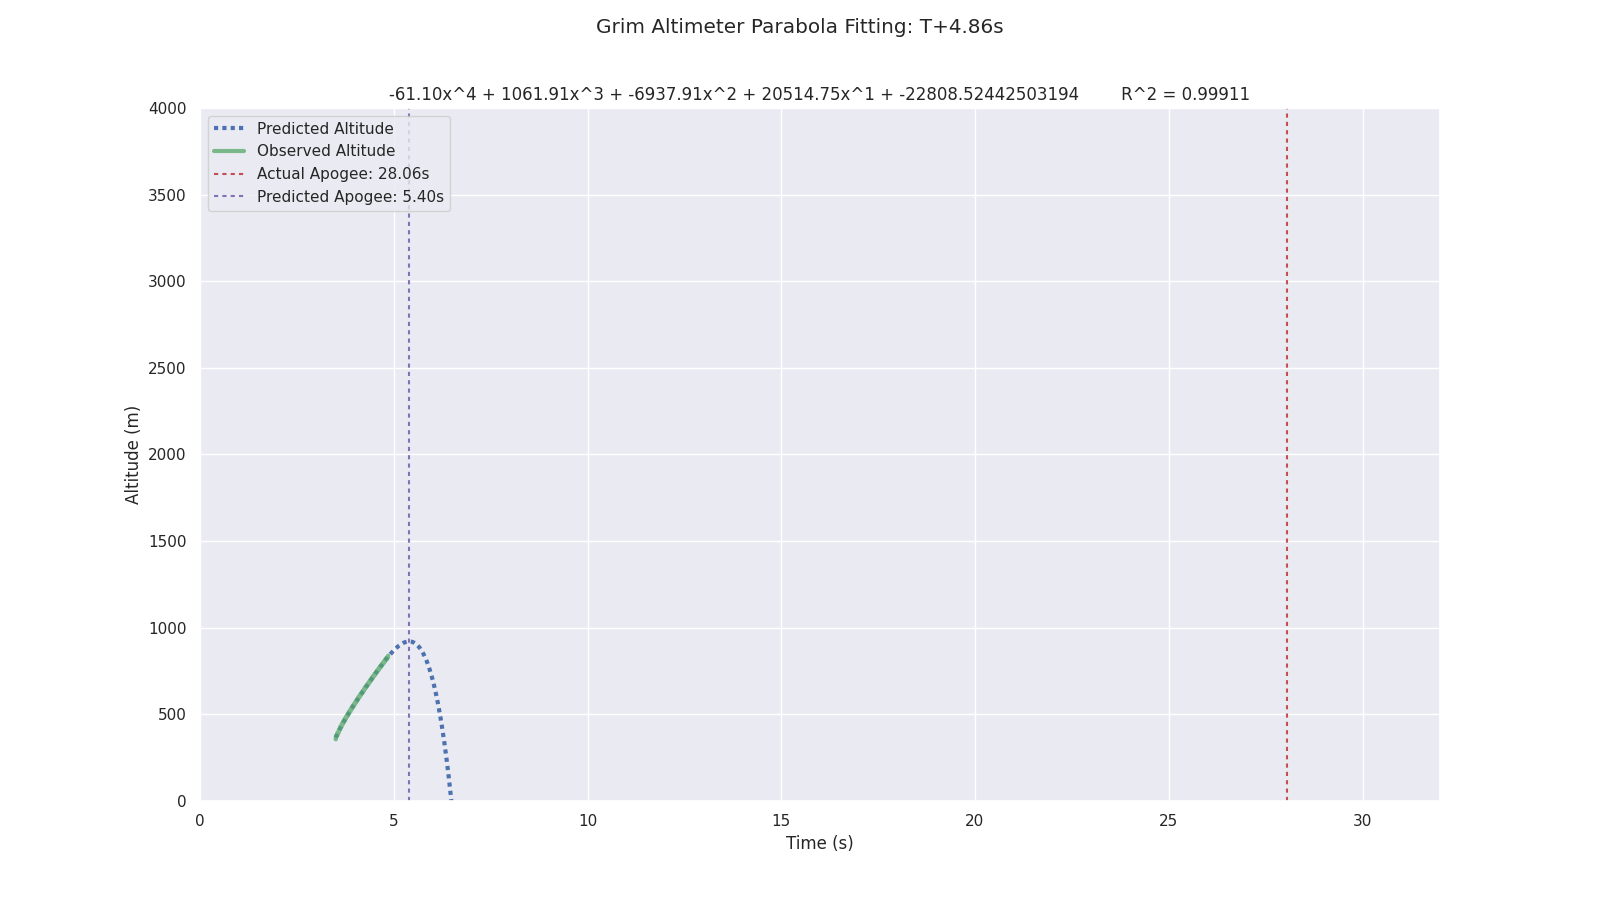 Grim Altimeter Parabola Fitting: T+4.86s
-61.10x^4 + 1061.91x^3 + -6937.91x^2 + 20514.75x^1 + -22808.52442503194 R^2 = 0.99911
Predicted Altitude
Observed Altitude
Actual Apogee: 28.06s
Predicted Apogee: 5.40s
4000
3500
3000
2500
2000
1500
1000
500
0
Altitude (m)
0 5 10 15 20 25 30
Time (s)